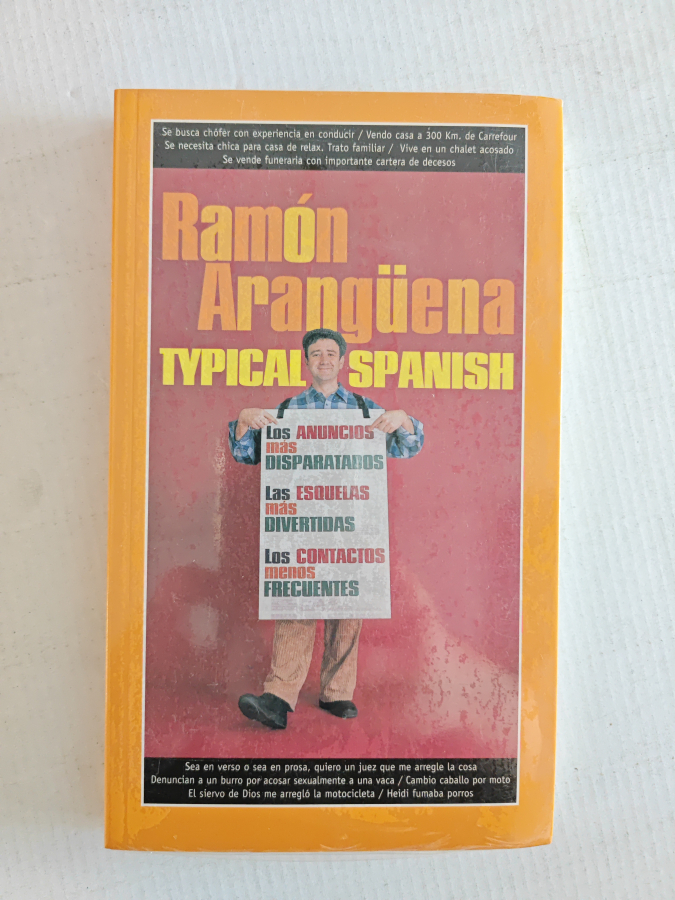 Se busca chófer con experiencia en conducir / Vendo casa a 300 Km. de Carrefour
Se necesita chica para casa de relax. Trato familiar / Vive en un chalet acosado
Se vende funeraria con importante cartera de decesos
Ramón
Arangüena
TYPICAL SPANISH
Los ANUNCIOS
más
DISPARATADOS
Las ESQUELAS
más
DIVERTIDAS
Los CONTACTOS
menos
FRECUENTES
Sea en verso o sea en prosa, quiero un juez que me arregle la cosa
Denuncian a un burro por acosar sexualmente a una vaca / Cambio caballo por moto
El siervo de Dios me arregló la motocicleta / Heidi fumaba porros